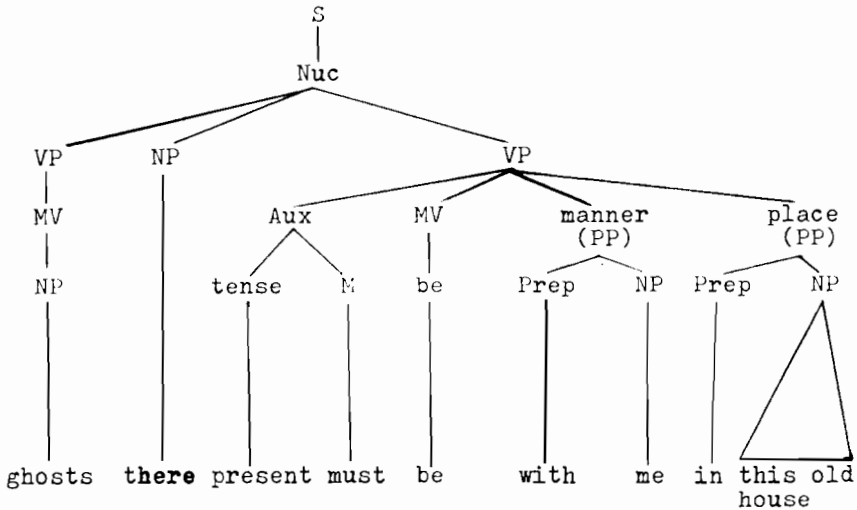 S
Nuc
VP NP VP
MV Aux MV manner place
(PP) (PP)
NP tense M be Prep NP Prep NP
ghosts there present must be with me in this old
house